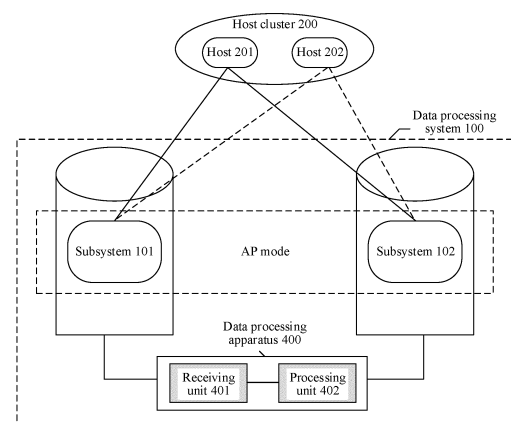 Host cluster 200
Host 201
Host 202
Data processing
system 100
Subsystem 101
AP mode
Subsystem 102
Data processing
apparatus 400
Receiving
unit 401
Processing
unit 402